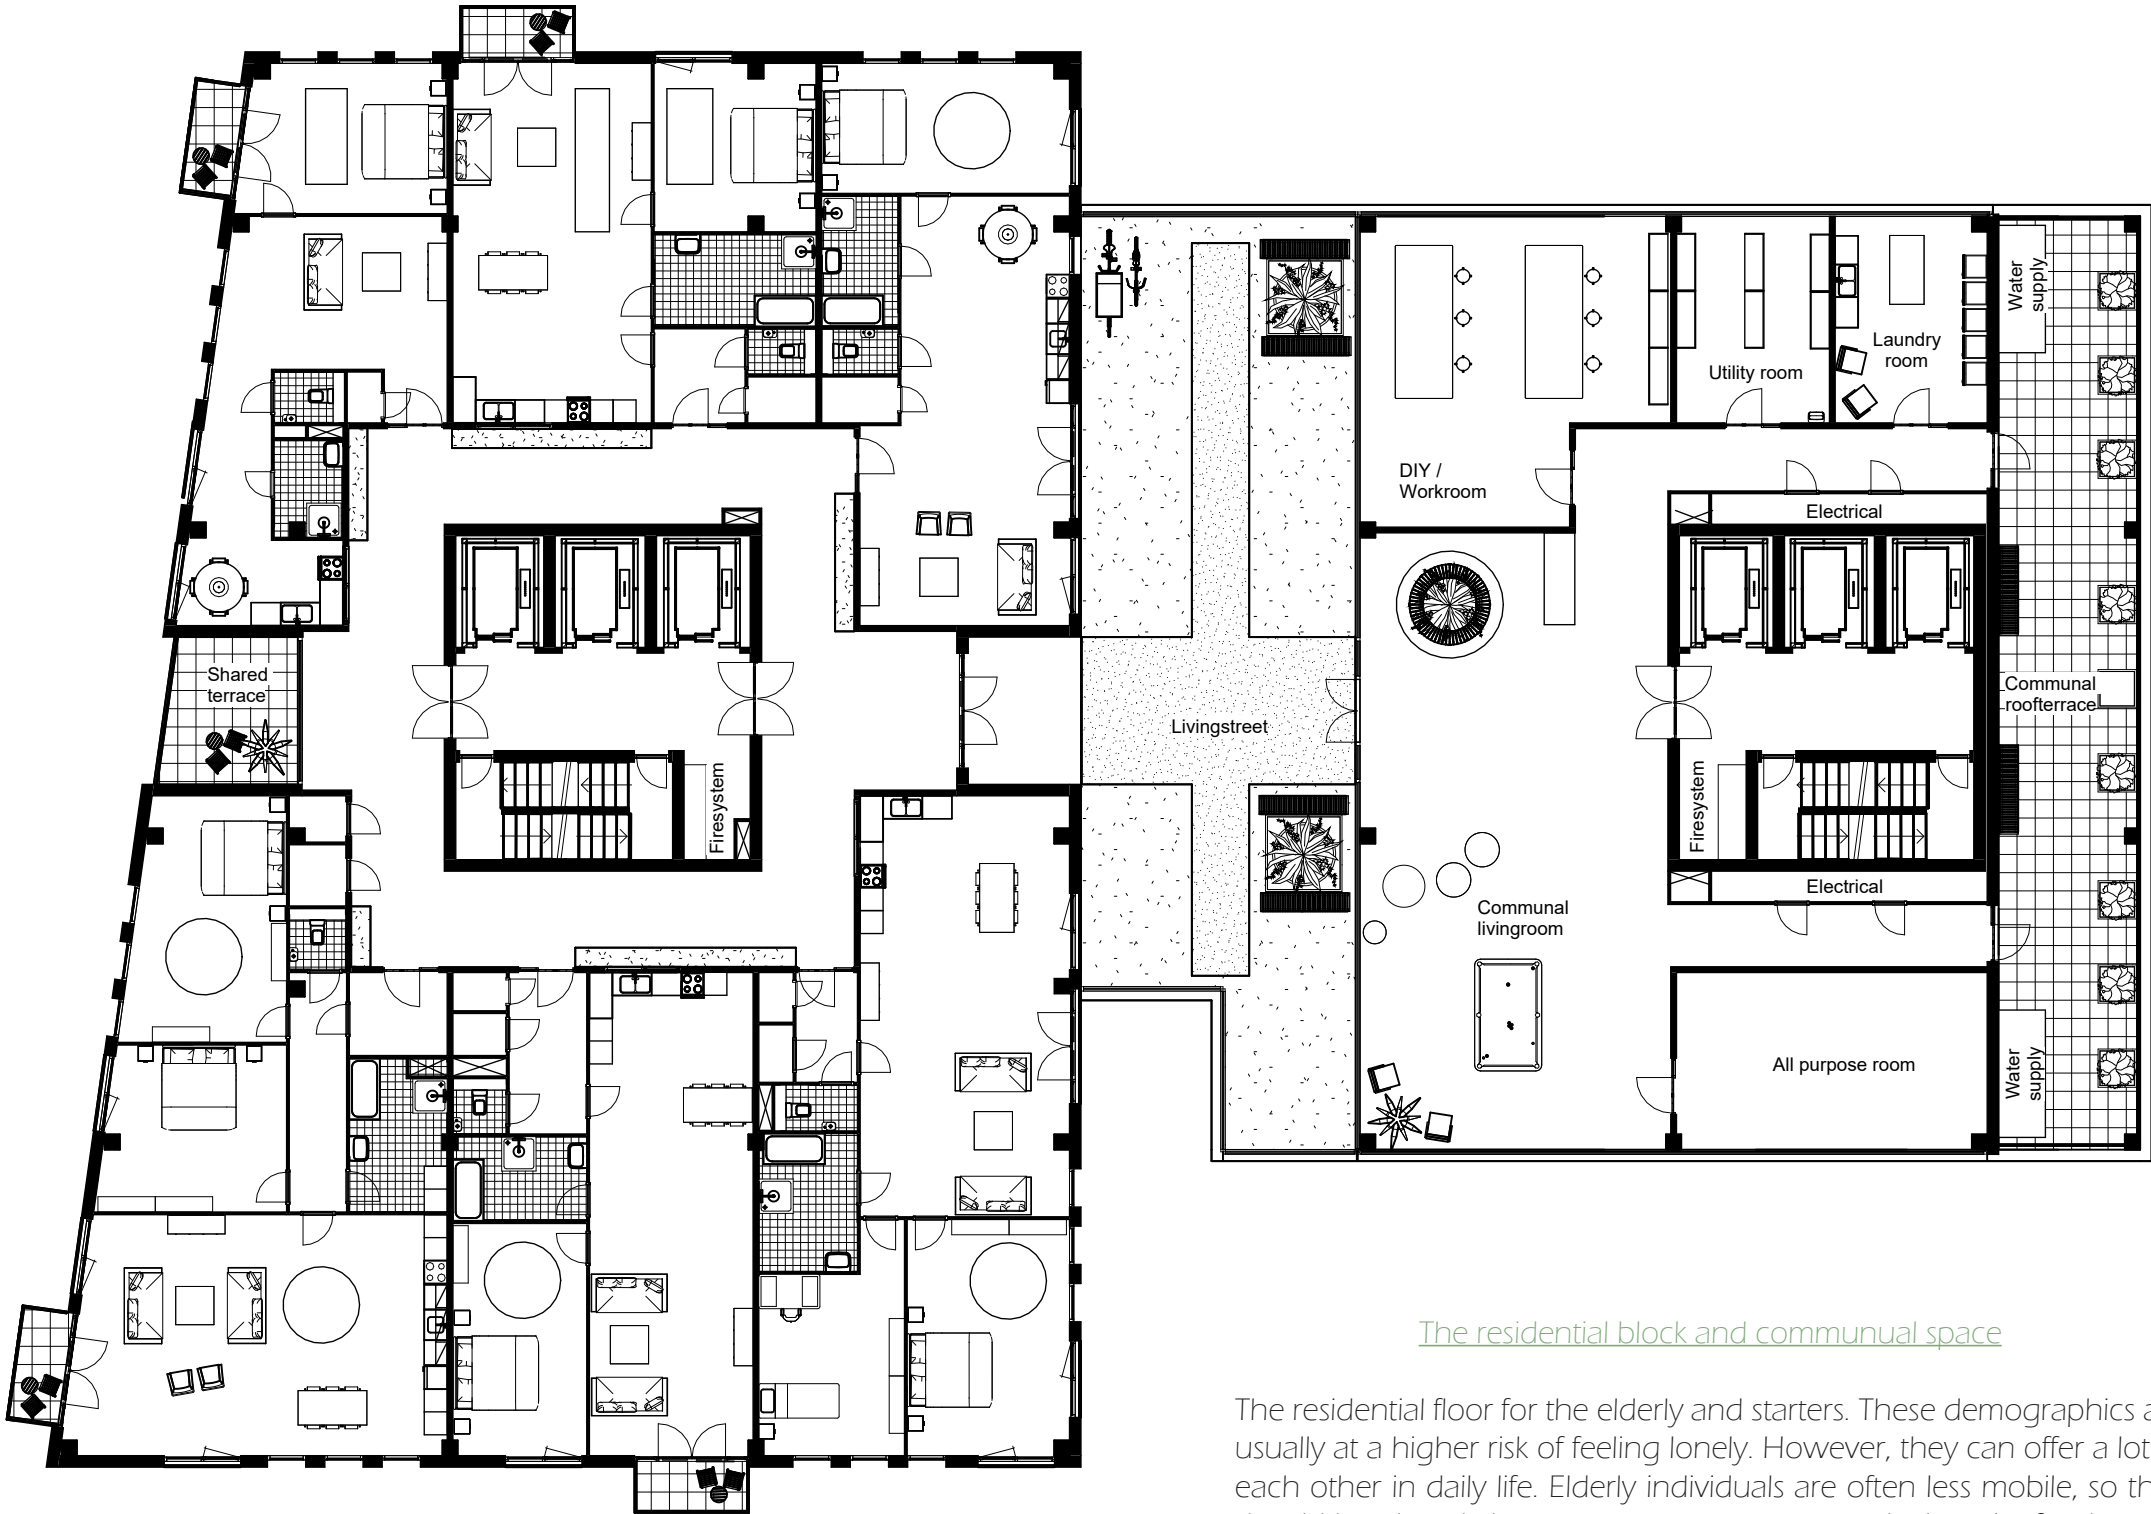 Water
supply
Laundry
room
Utility room
DIY /
Workroom
Electrical
Shared
terrace
Communal
roofterrace
Livingstreet
Firesystem
Firesystem
Electrical
Communal
livingroom
All purpose room
Water
supply
The residential block and communual space
The residential floor for the elderly and starters. These demographics a
usually at a higher risk of feeling lonely. However, they can offer a lot
each other in daily life. Elderly individuals are often less mobile, so th